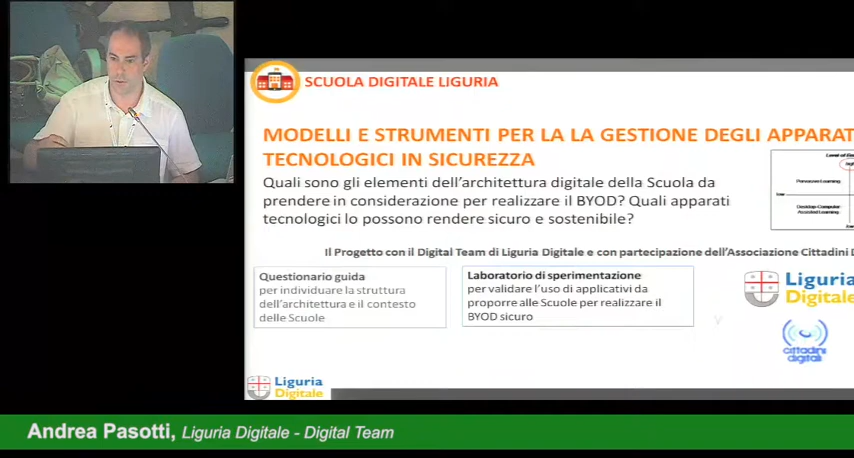 SCUOLA DIGITALE LIGURIA
MODELLI E STRUMENTI PER LA LA GESTIONE DEGLI APPARAT
TECNOLOGICI IN SICUREZZA
Quali sono gli elementi dell'architettura digitale della Scuola da
prendere in considerazione per realizzare il BYOD? Quali apparati
tecnologici lo possono rendere sicuro e sostenibile?
Il Progetto con il Digital Team di Liguria Digitale e con partecipazione dell'Associazione Cittadini D
Questionario guida
per individuare la struttura
dell'architettura e il contesto
delle Scuole
Laboratorio di sperimentazione
per validare l'uso di applicativi da
proporre alle Scuole per realizzare il
BYOD sicuro
Liguria
Digitale
cittadini
digitali
Liguria
Digitale
Andrea Pasotti, Liguria Digitale - Digital Team